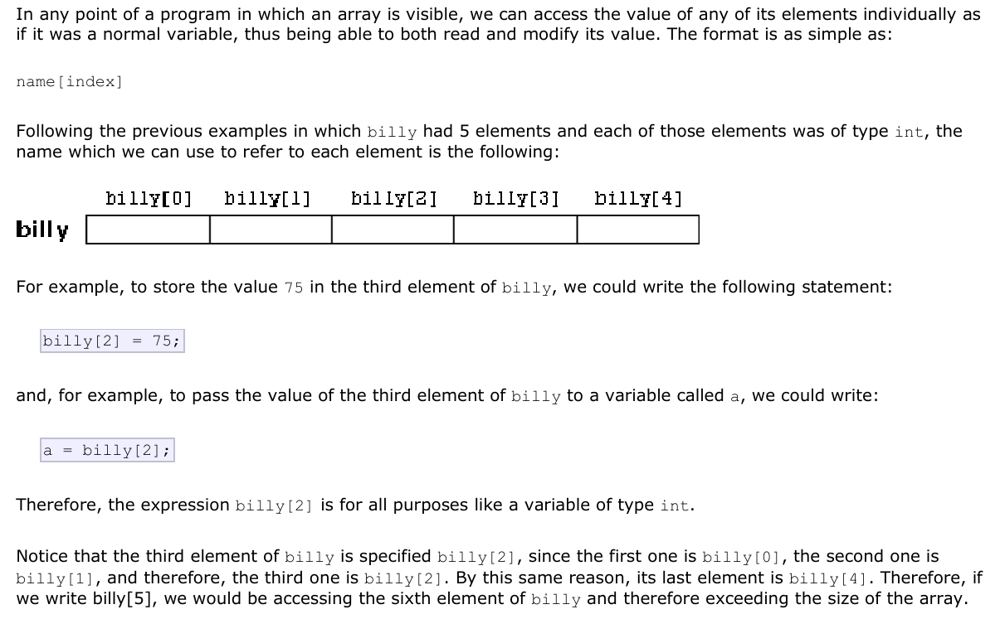 In any point of a program in which an array is visible, we can access the value of any of its elements individually as
if it was a normal variable, thus being able to both read and modify its value. The format is as simple as:
name[index]
Following the previous examples in which billy had 5 elements and each of those elements was of type int, the
name which we can use to refer to each element is the following:
billy[0] billy[1] billy[2] billy[3] billy[4]
billy
For example, to store the value 75 in the third element of billy, we could write the following statement:
billy[2] = 75;
and, for example, to pass the value of the third element of billy to a variable called a, we could write:
a = billy[2];
Therefore, the expression billy[2] is for all purposes like a variable of type int.
Notice that the third element of billy is specified billy[2], since the first one is billy[0], the second one is
billy[1], and therefore, the third one is billy[2]. By this same reason, its last element is billy[4]. Therefore, if
we write billy[5], we would be accessing the sixth element of billy and therefore exceeding the size of the array.